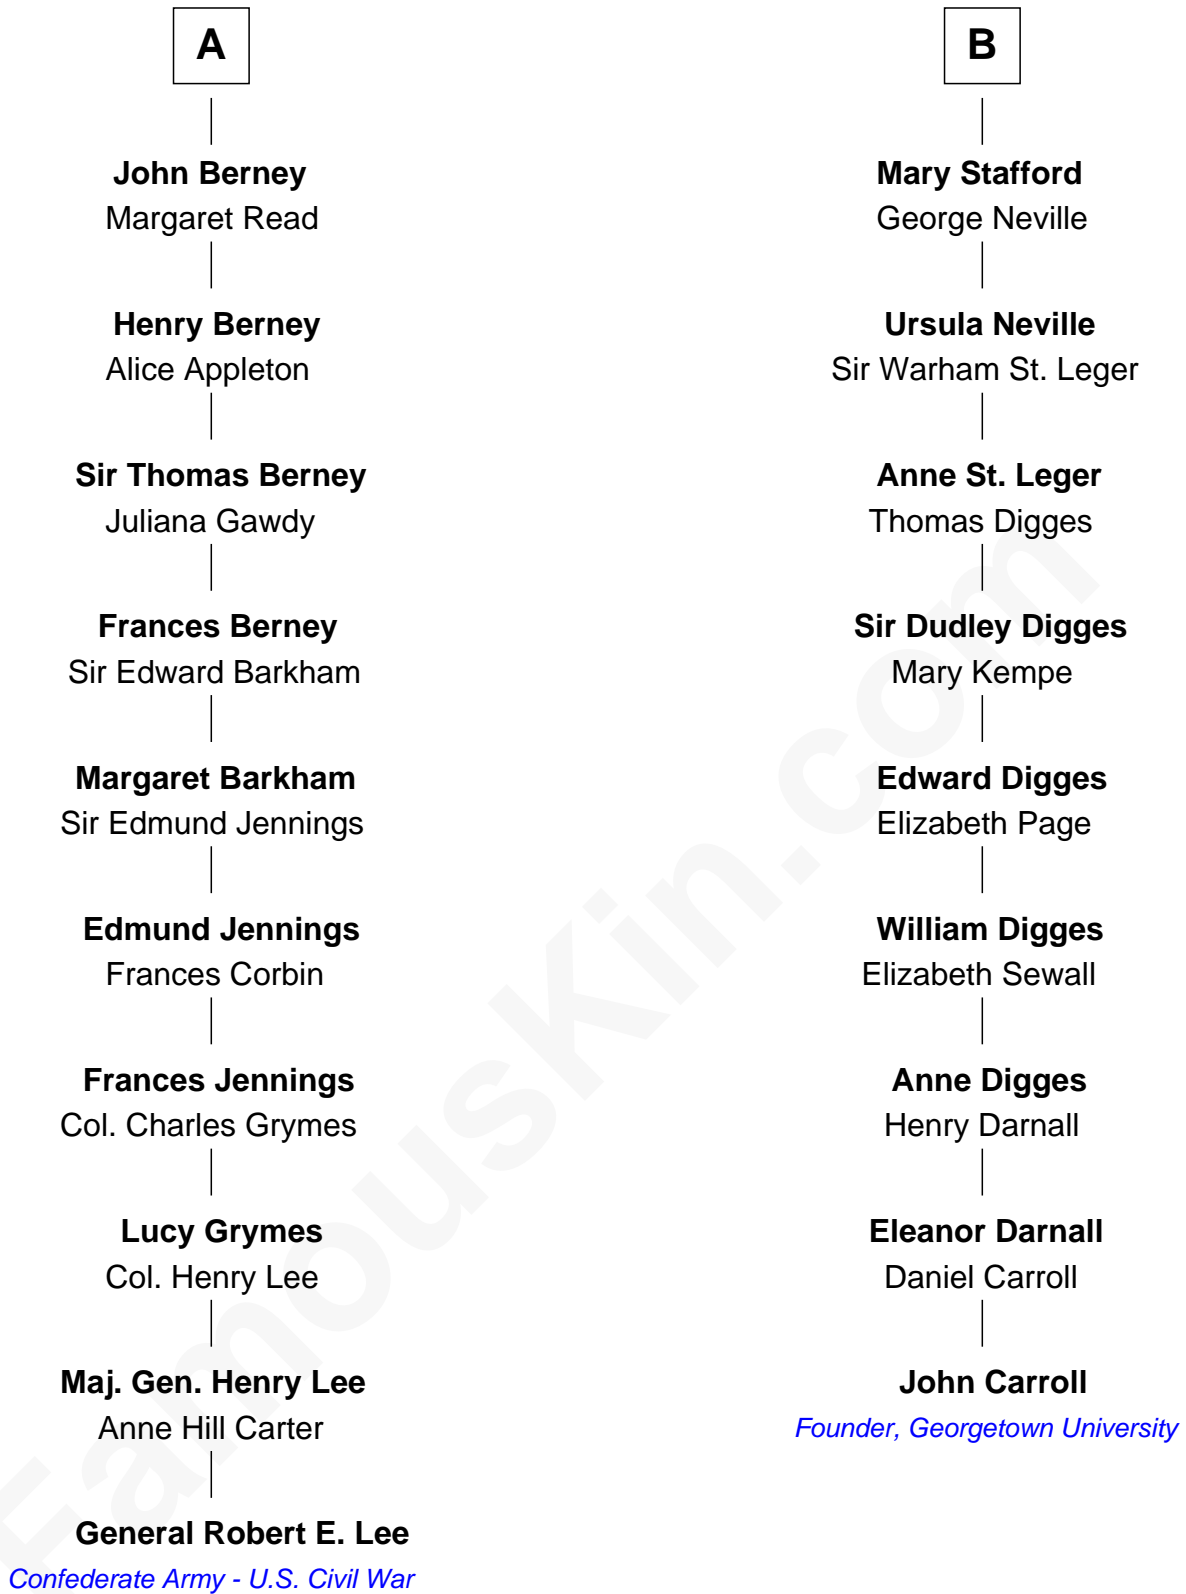 A
John Berney
Margaret Read
Henry Berney
Alice Appleton
Sir Thomas Berney
Juliana Gawdy
Frances Berney
Sir Edward Barkham
Margaret Barkham
Sir Edmund Jennings
Edmund Jennings
Frances Corbin
Frances Jennings
Col. Charles Grymes
Lucy Grymes
Col. Henry Lee
Maj. Gen. Henry Lee
Anne Hill Carter
General Robert E. Lee
Confederate Army - U.S. Civil War
B
Mary Stafford
George Neville
Ursula Neville
Sir Warham St. Leger
Anne St. Leger
Thomas Digges
Sir Dudley Digges
Mary Kempe
Edward Digges
Elizabeth Page
William Digges
Elizabeth Sewall
Anne Digges
Henry Darnall
Eleanor Darnall
Daniel Carroll
John Carroll
Founder, Georgetown University
FamousKin.com